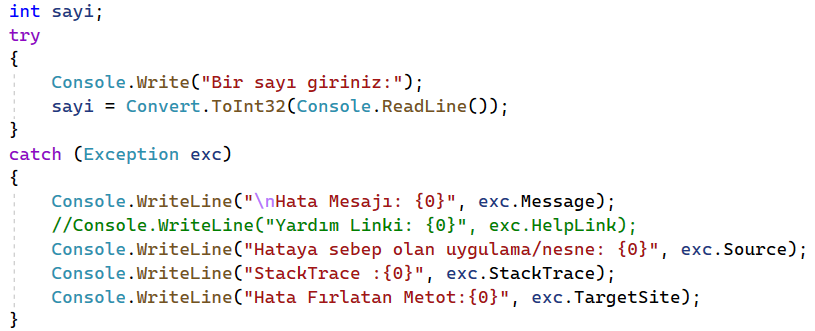 int sayi;
try
{
    Console.Write("Bir sayı giriniz:");
    sayi = Convert.ToInt32(Console.ReadLine());
}
catch (Exception exc)
{
    Console.WriteLine("\nHata Mesajı: {0}", exc.Message);
    //Console.WriteLine("Yardım Linki: {0}", exc.HelpLink);
    Console.WriteLine("Hataya sebep olan uygulama/nesne: {0}", exc.Source);
    Console.WriteLine("StackTrace :{0}", exc.StackTrace);
    Console.WriteLine("Hata Fırlatan Metot:{0}", exc.TargetSite);
}